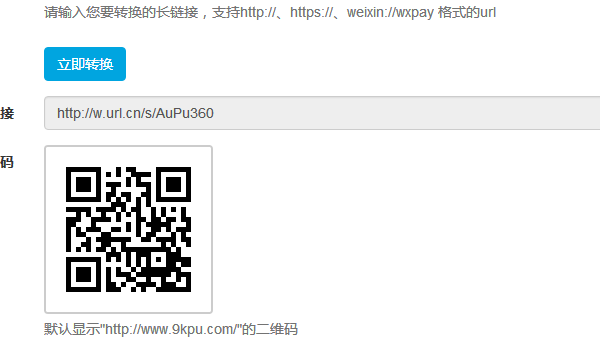 请输入您要转换的长链接，支持http://、https://、weixin://wxpay 格式的url
立即转换
接 http://w.url.cn/s/AuPu360
码
默认显示"http://www.9kpu.com/"的二维码